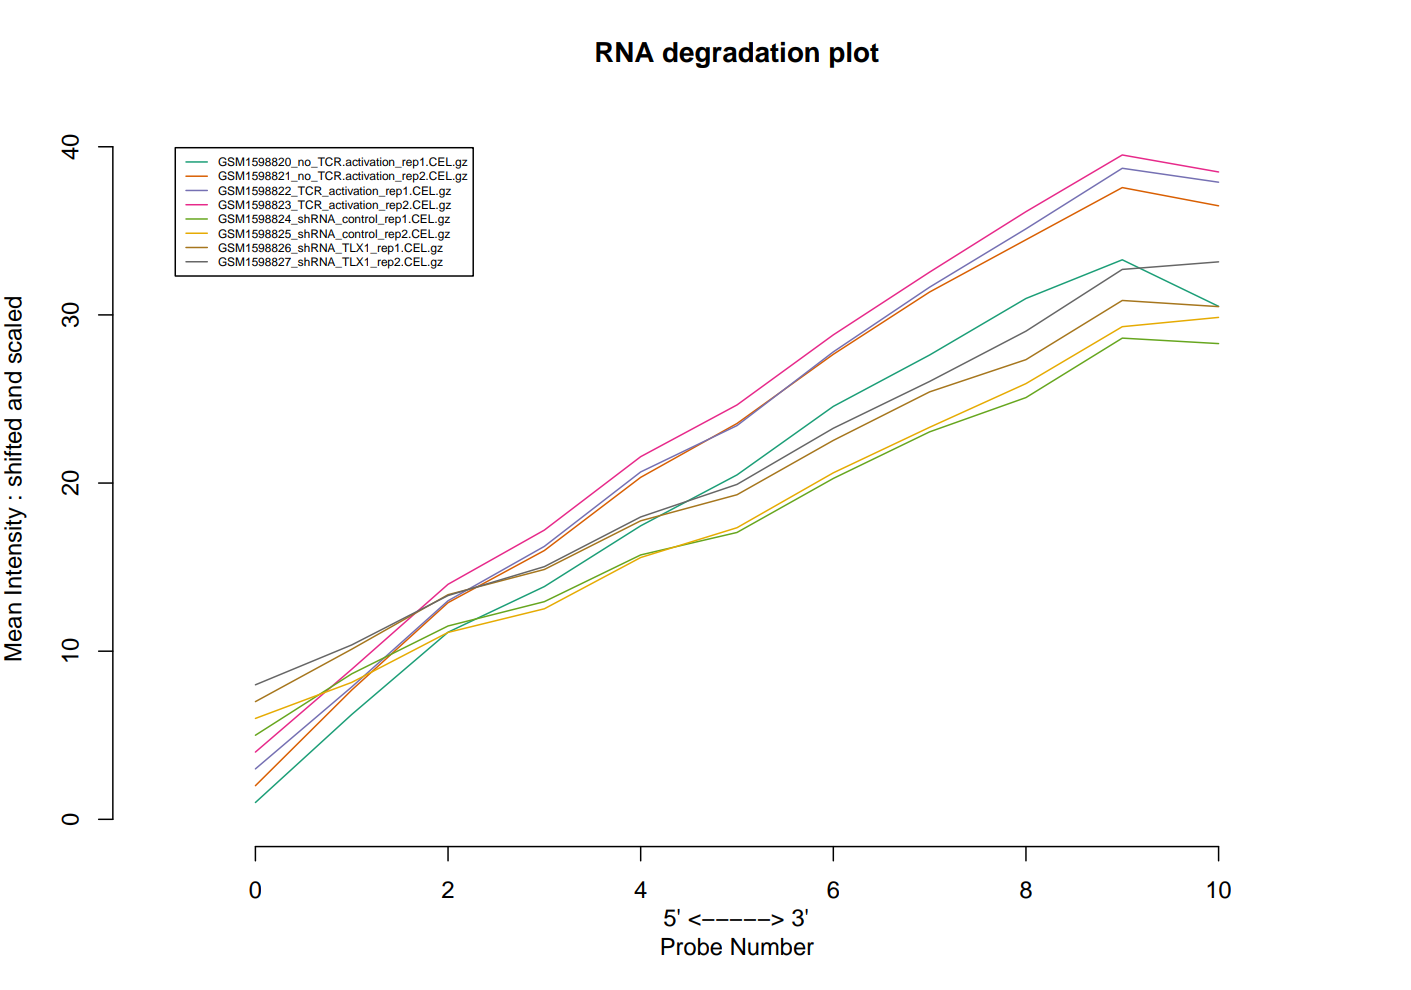 RNA degradation plot
GSM1598820_no_TCR.activation_rep1.CEL.gz
GSM1598821_no_TCR.activation_rep2.CEL.gz
GSM1598822_TCR_activation_rep1.CEL.gz
GSM1598823_TCR_activation_rep2.CEL.gz
GSM1598824_shRNA_control_rep1.CEL.gz
GSM1598825_shRNA_control_rep2.CEL.gz
GSM1598826_shRNA_TLX1_rep1.CEL.gz
GSM1598827_shRNA_TLX1_rep2.CEL.gz
Mean Intensity : shifted and scaled
40
30
20
10
0
0 2 4 6 8 10
5' <-----> 3'
Probe Number